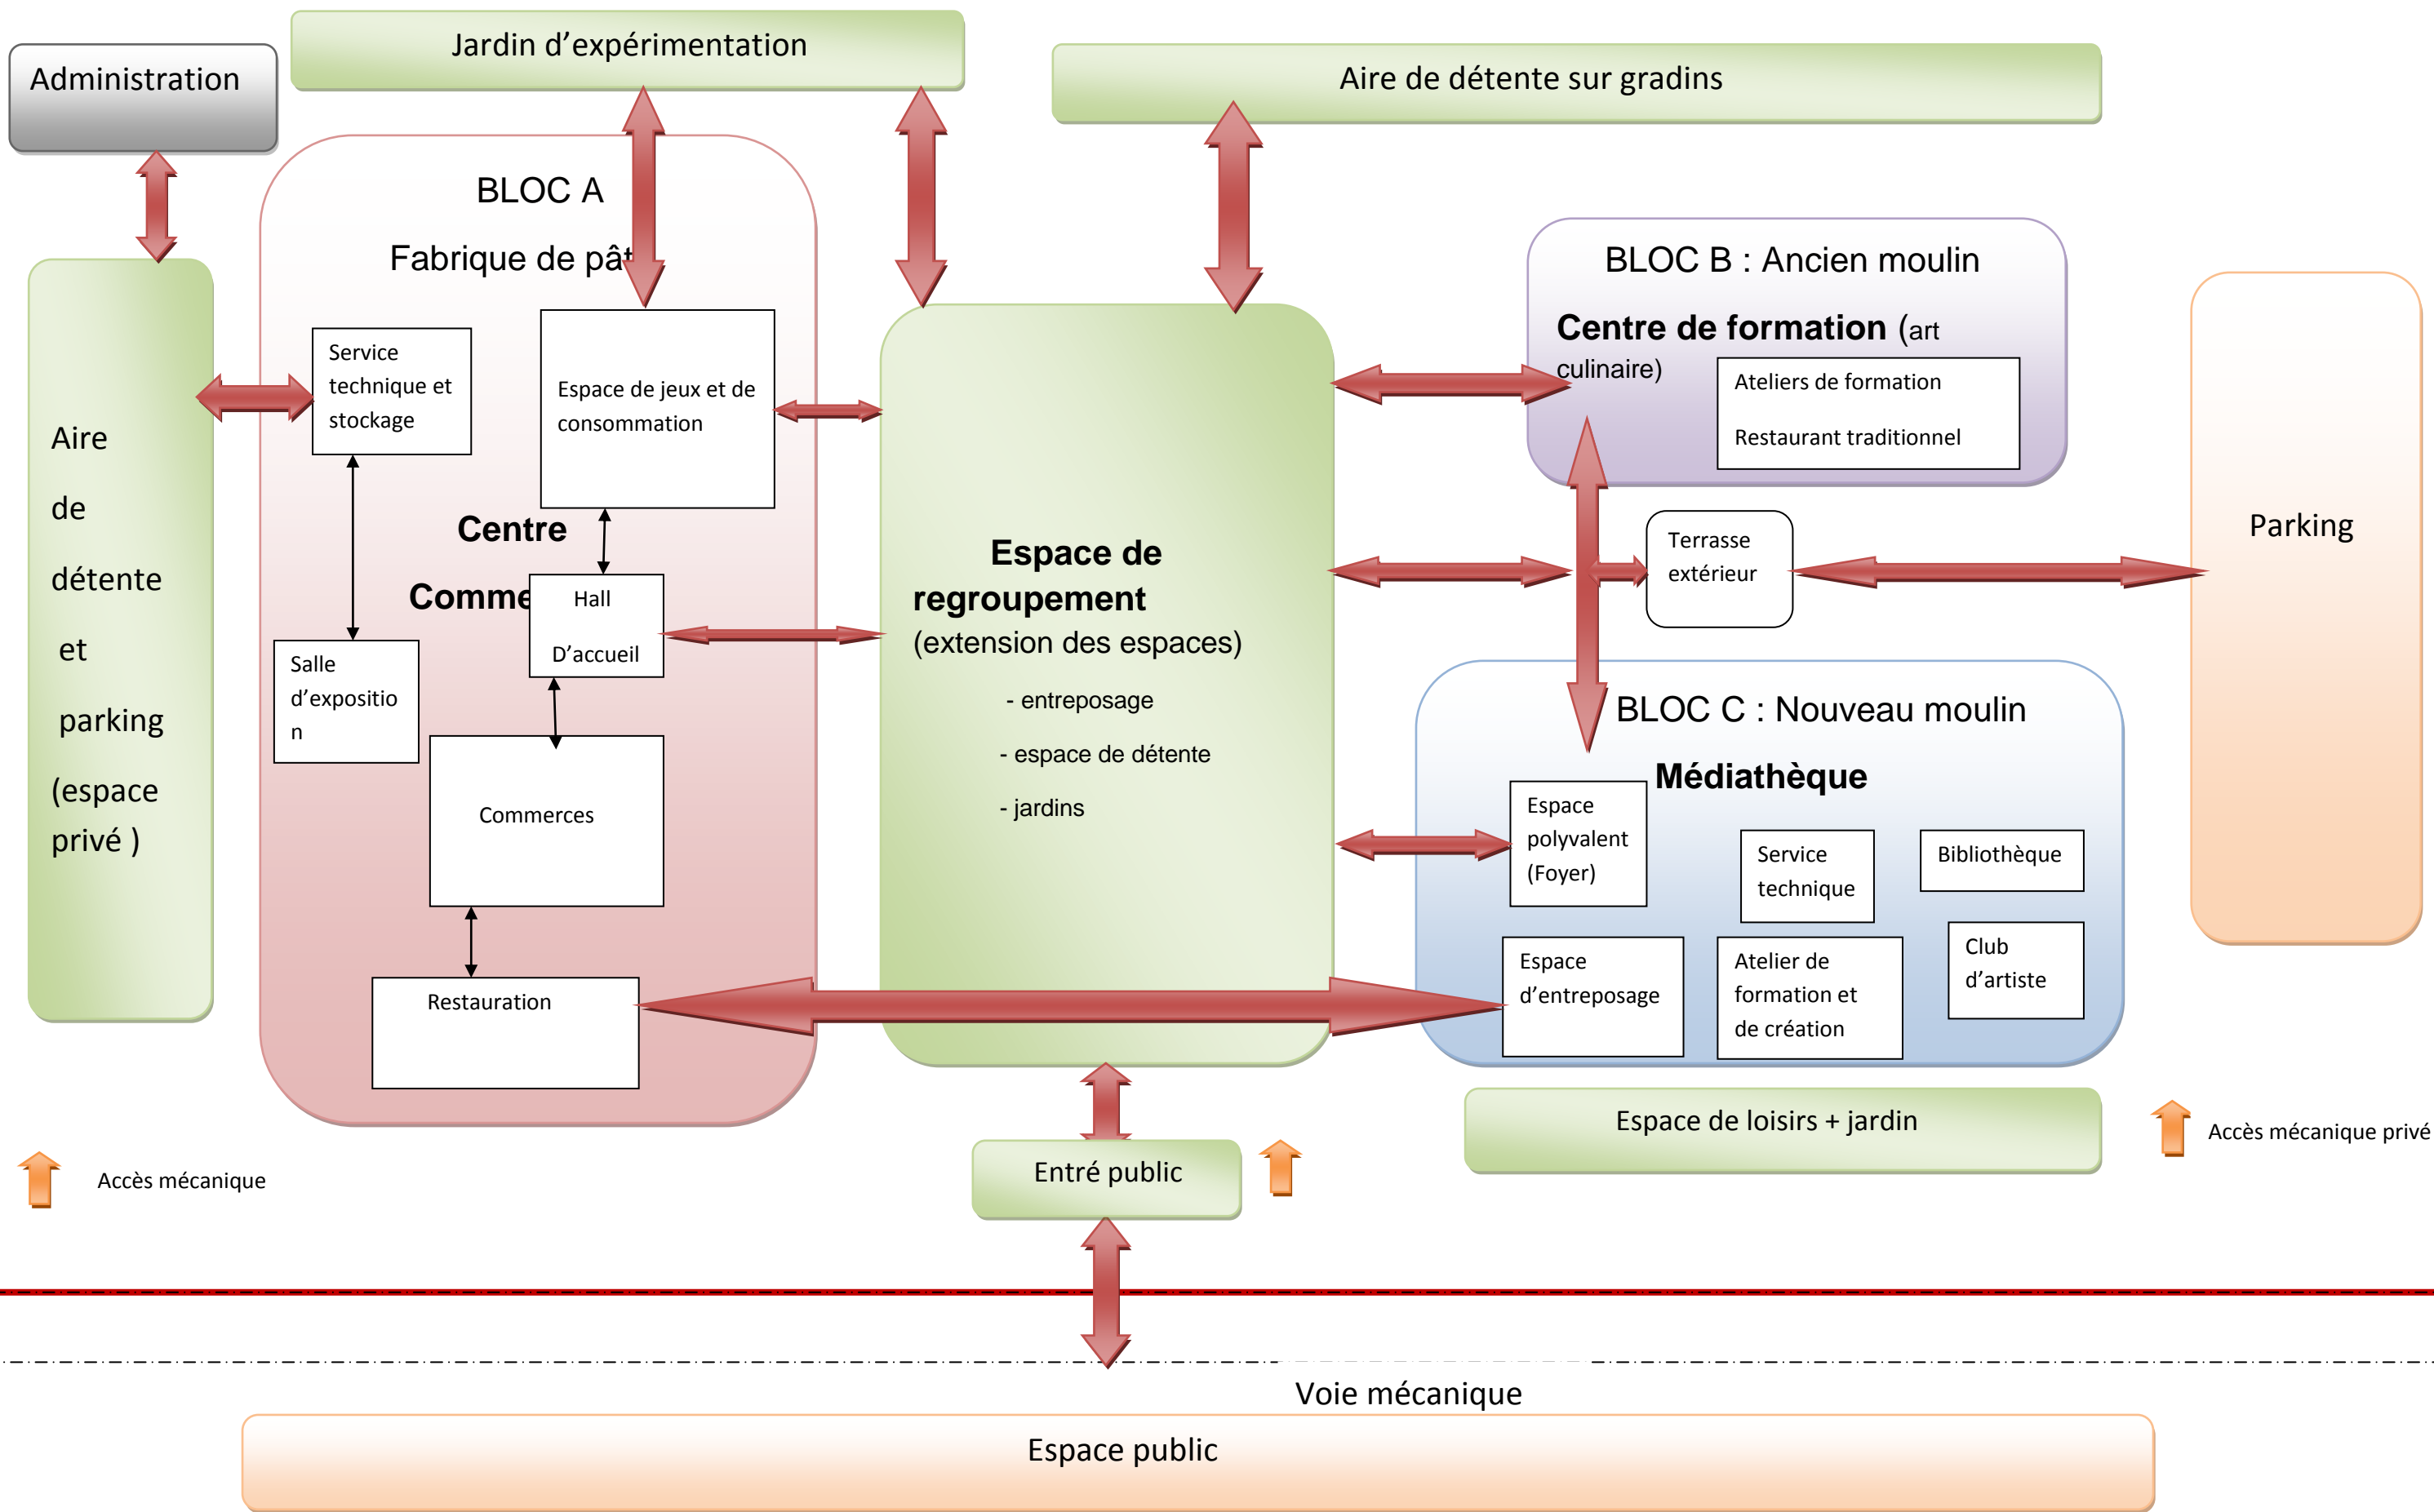 Jardin d’expérimentation
Aire de détente sur gradins
Administration
BLOC A
Fabrique de pât
Service
technique et
stockage
Espace de jeux et de
consommation
Centre
Comme
Hall
D’accueil
Salle
d’expositio
n
Commerces
Restauration
Aire
de
détente
et
parking
(espace
privé )
Espace de
regroupement
(extension des espaces)
- entreposage
- espace de détente
- jardins
BLOC B : Ancien moulin
Centre de formation (art
culinaire)
Ateliers de formation
Restaurant traditionnel
Terrasse
extérieur
Parking
BLOC C : Nouveau moulin
Médiathèque
Espace
polyvalent
(Foyer)
Service
technique
Bibliothèque
Espace
d’entreposage
Atelier de
formation et
de création
Club
d’artiste
Espace de loisirs + jardin
Accès mécanique privé
Accès mécanique
Entré public
Voie mécanique
Espace public